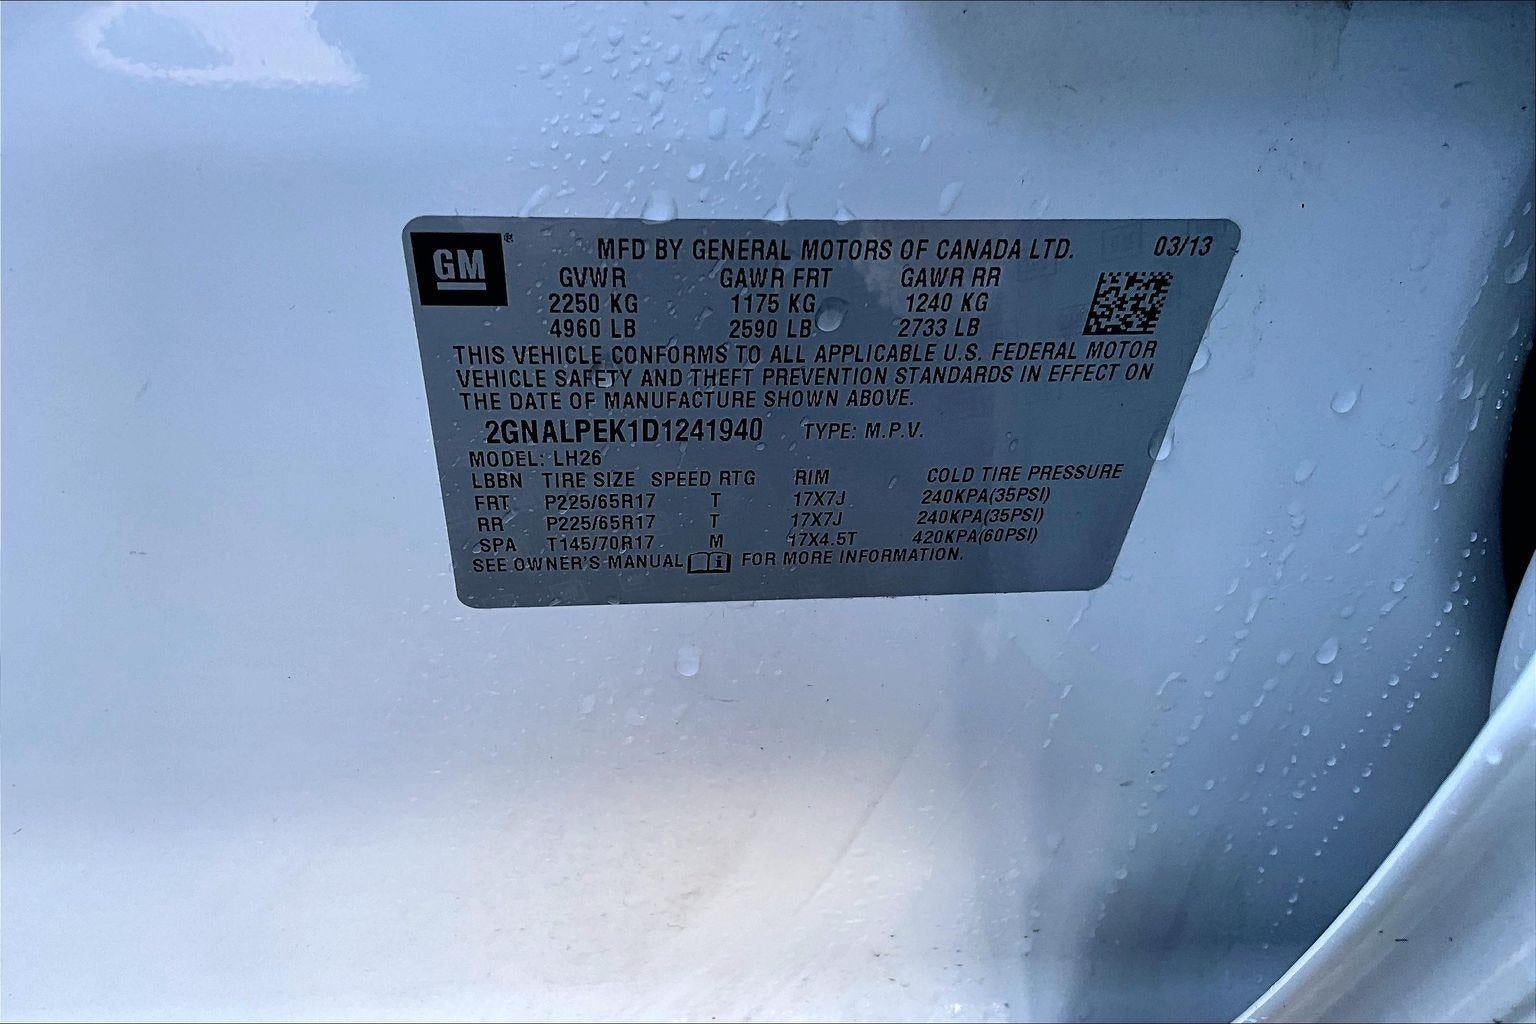 GM®
MFD BY GENERAL MOTORS OF CANADA LTD. 03/13
GVWR GAWR FRT GAWR RR
2250 KG 1175 KG 1240 KG
4960 LB 2590 LB 2733 LB
THIS VEHICLE CONFORMS TO ALL APPLICABLE U.S. FEDERAL MOTOR
VEHICLE SAFETY AND THEFT PREVENTION STANDARDS IN EFFECT ON
THE DATE OF MANUFACTURE SHOWN ABOVE.
2GNALPEK1D1241940 TYPE: M.P.V.
MODEL: LH26
LBBN TIRE SIZE SPEED RTG RIM COLD TIRE PRESSURE
FRT P225/65R17 T 17X7J 240KPA(35PSI)
RR P225/65R17 T 17X7J 240KPA(35PSI)
SPA T145/70R17 M 17X4.5T 420KPA(60PSI)
SEE OWNER'S MANUAL i FOR MORE INFORMATION.